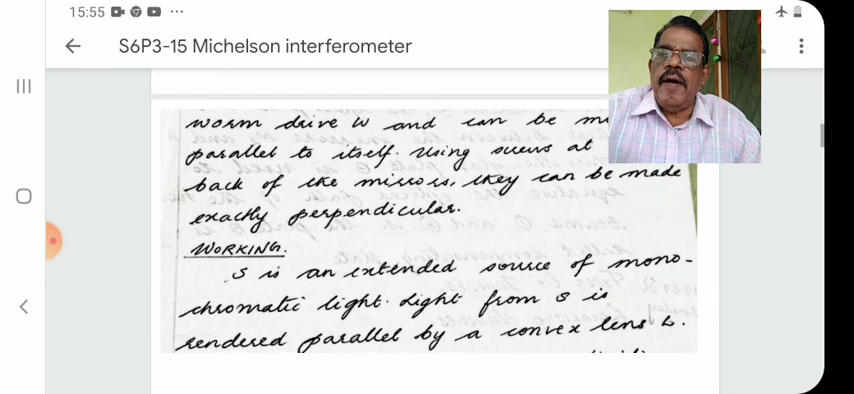 15:55
S6P3-15 Michelson interferometer
worm drive W and can be
parallel to itself. Using screws at
back of the mirrors, they can be made
exactly perpendicular.
WORKING.
S is an extended source of mono-
chromatic light. Light from S is
rendered parallel by a convex lens L.